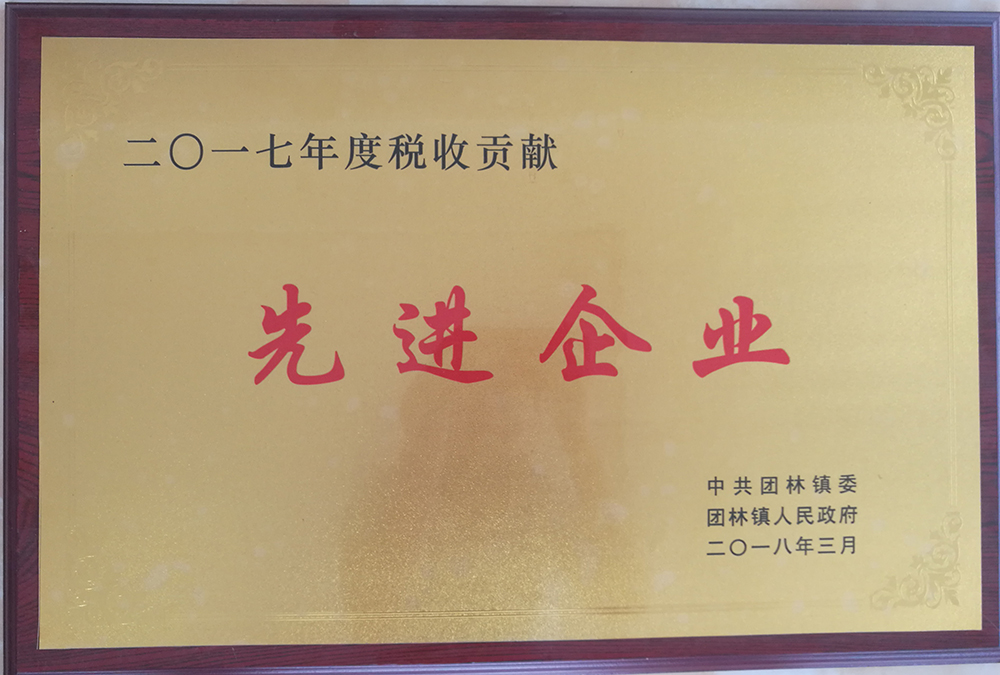 二〇一七年度税收贡献
先进企业
中共团林镇委
团林镇人民政府
二〇一八年三月